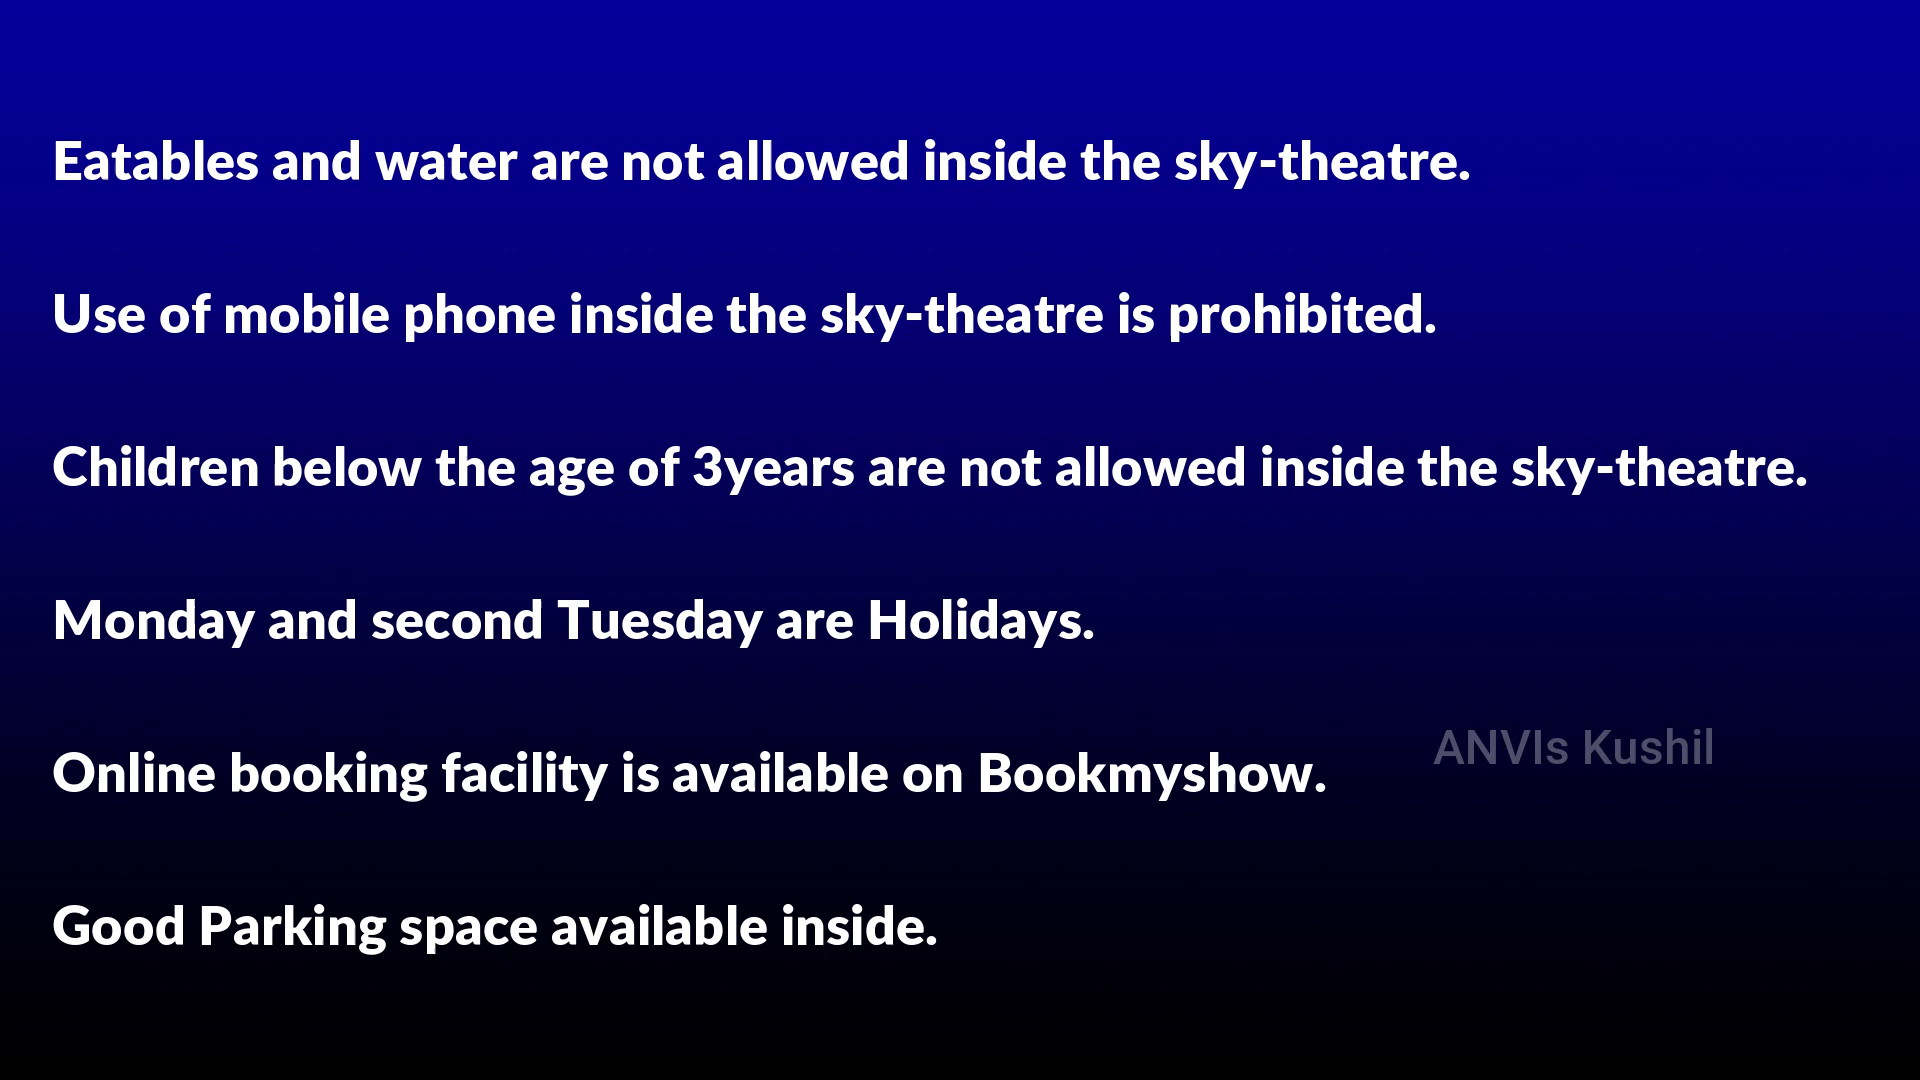 Eatables and water are not allowed inside the sky-theatre.
Use of mobile phone inside the sky-theatre is prohibited.
Children below the age of 3years are not allowed inside the sky-theatre.
Monday and second Tuesday are Holidays.
Online booking facility is available on Bookmyshow.
ANVIs Kushil
Good Parking space available inside.